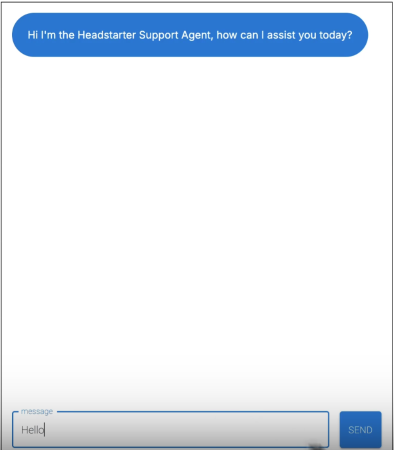 Hi I'm the Headstarter Support Agent, how can I assist you today?
message
Hello
SEND